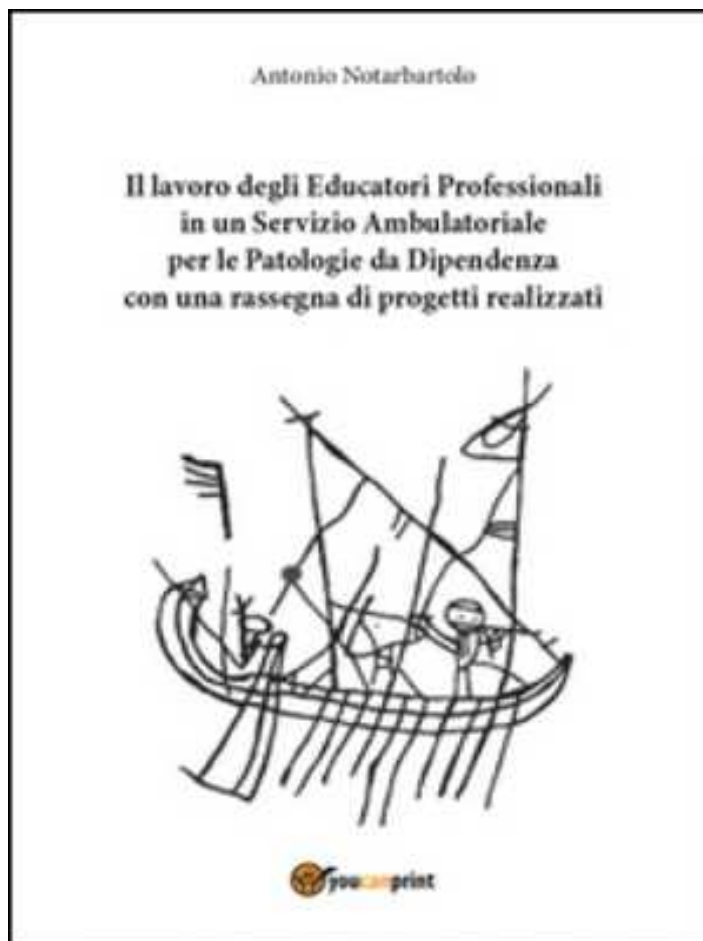 Antonio Notarbartolo
Il lavoro degli Educatori Professionali
in un Servizio Ambulatoriale
per le Patologie da Dipendenza
con una rassegna di progetti realizzati
youcanprint